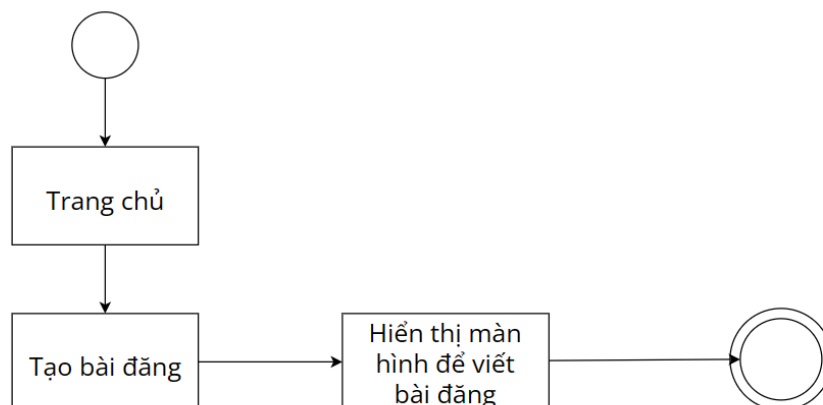 Trang chủ
Tạo bài đăng
Hiển thị màn
hình để viết
bài đăng